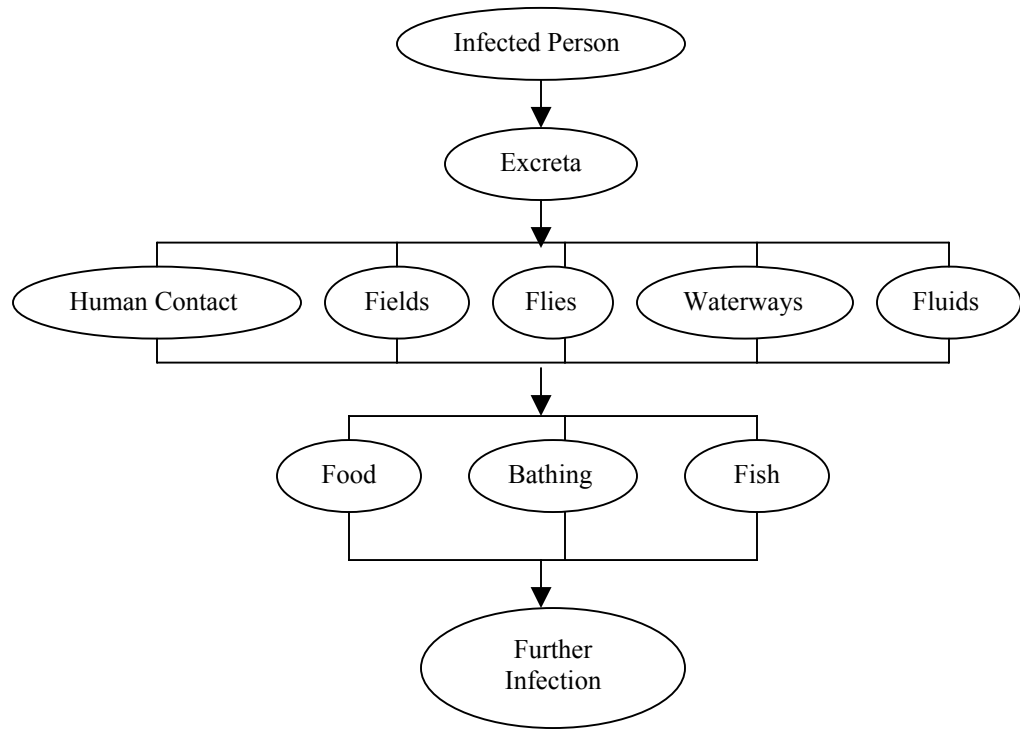 Infected Person
Excreta
Human Contact
Fields
Flies
Waterways
Fluids
Food
Bathing
Fish
Further
Infection